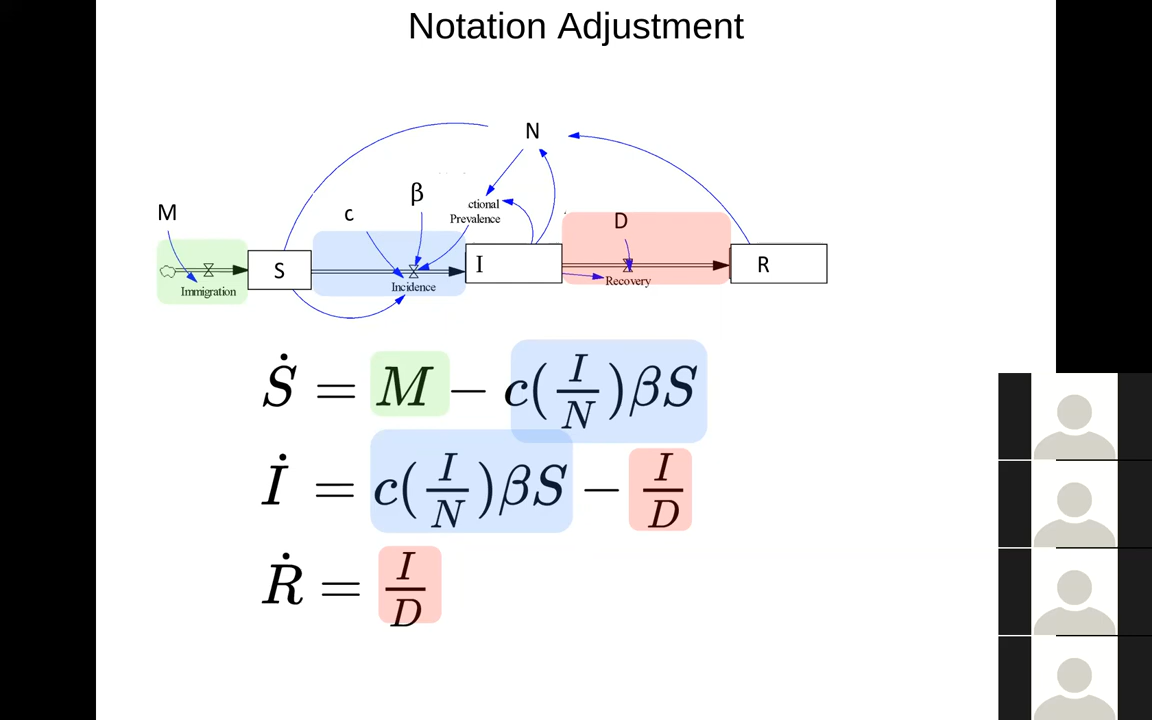 Notation Adjustment
N
β
M
c
ctional
Prevalence
D
S
I
R
Immigration
Incidence
Recovery
Ṡ = M − c(I/N)βS
İ = c(I/N)βS − I/D
Ṙ = I/D